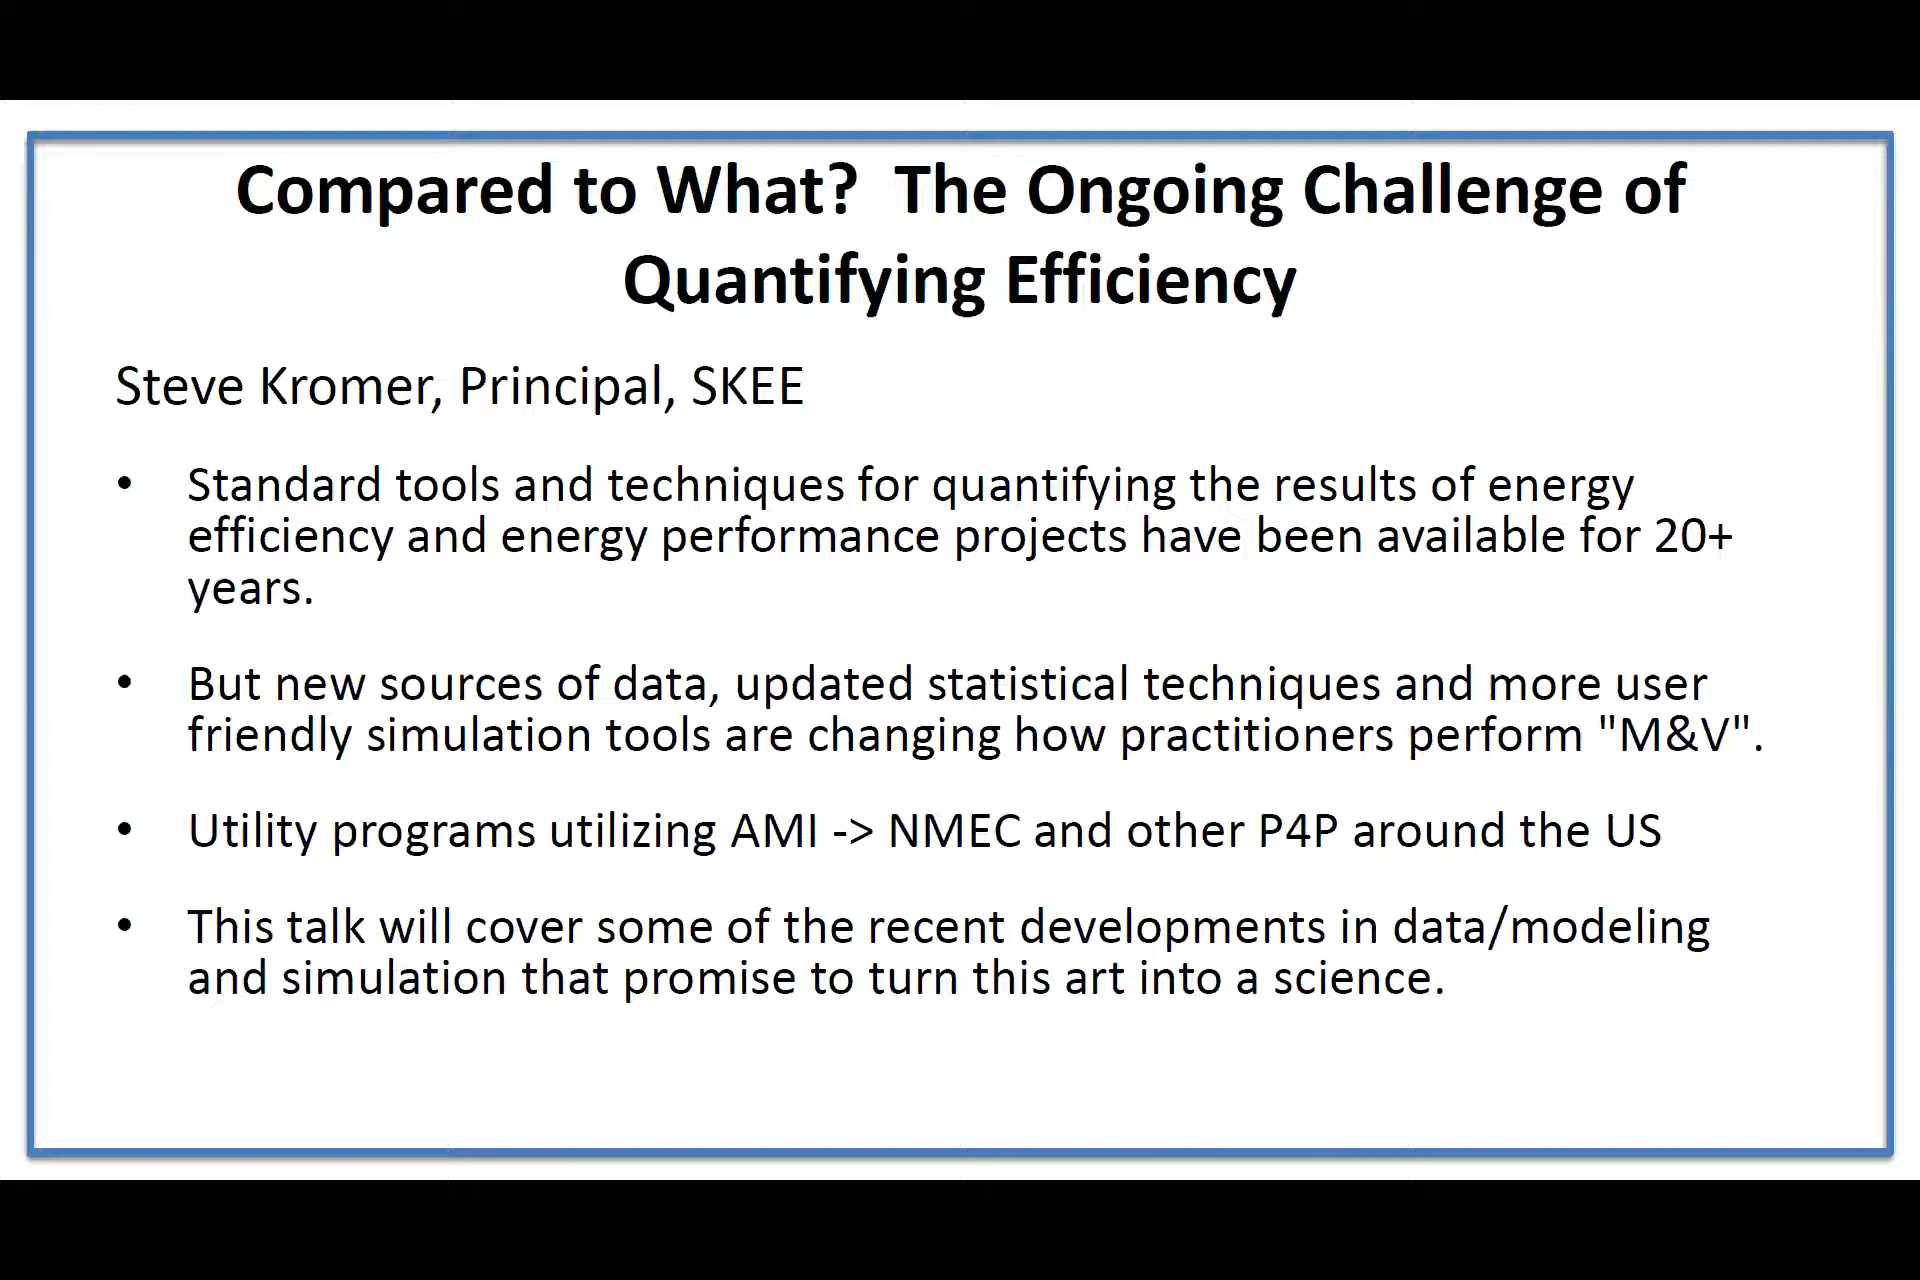 Compared to What?  The Ongoing Challenge of
Quantifying Efficiency
Steve Kromer, Principal, SKEE
• Standard tools and techniques for quantifying the results of energy
efficiency and energy performance projects have been available for 20+
years.
• But new sources of data, updated statistical techniques and more user
friendly simulation tools are changing how practitioners perform "M&V".
• Utility programs utilizing AMI -> NMEC and other P4P around the US
• This talk will cover some of the recent developments in data/modeling
and simulation that promise to turn this art into a science.